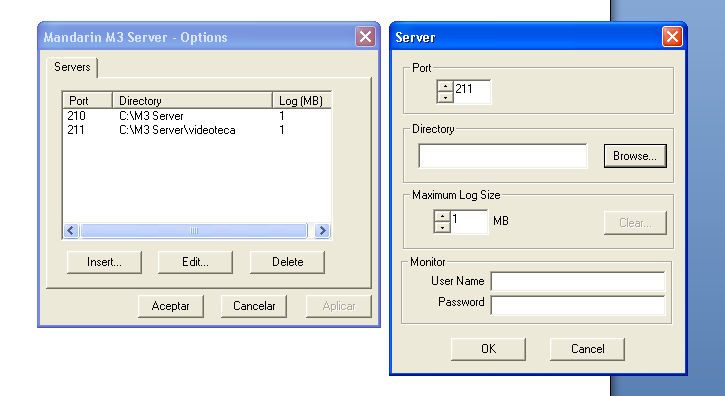 Mandarin M3 Server - Options
Servers
Port Directory Log (MB)
210 C:\M3 Server 1
211 C:\M3 Server\videoteca 1
Insert... Edit... Delete
Aceptar Cancelar Aplicar
Server
Port
211
Directory
Browse...
Maximum Log Size
1 MB Clear...
Monitor
User Name
Password
OK Cancel